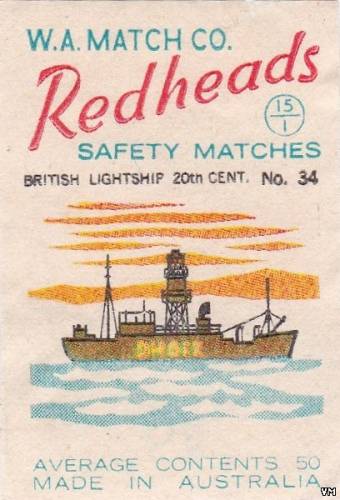 W.A. MATCH CO.
Redheads
15
1
SAFETY MATCHES
BRITISH LIGHTSHIP 20th CENT. No. 34
AVERAGE CONTENTS 50
MADE IN AUSTRALIA
VM